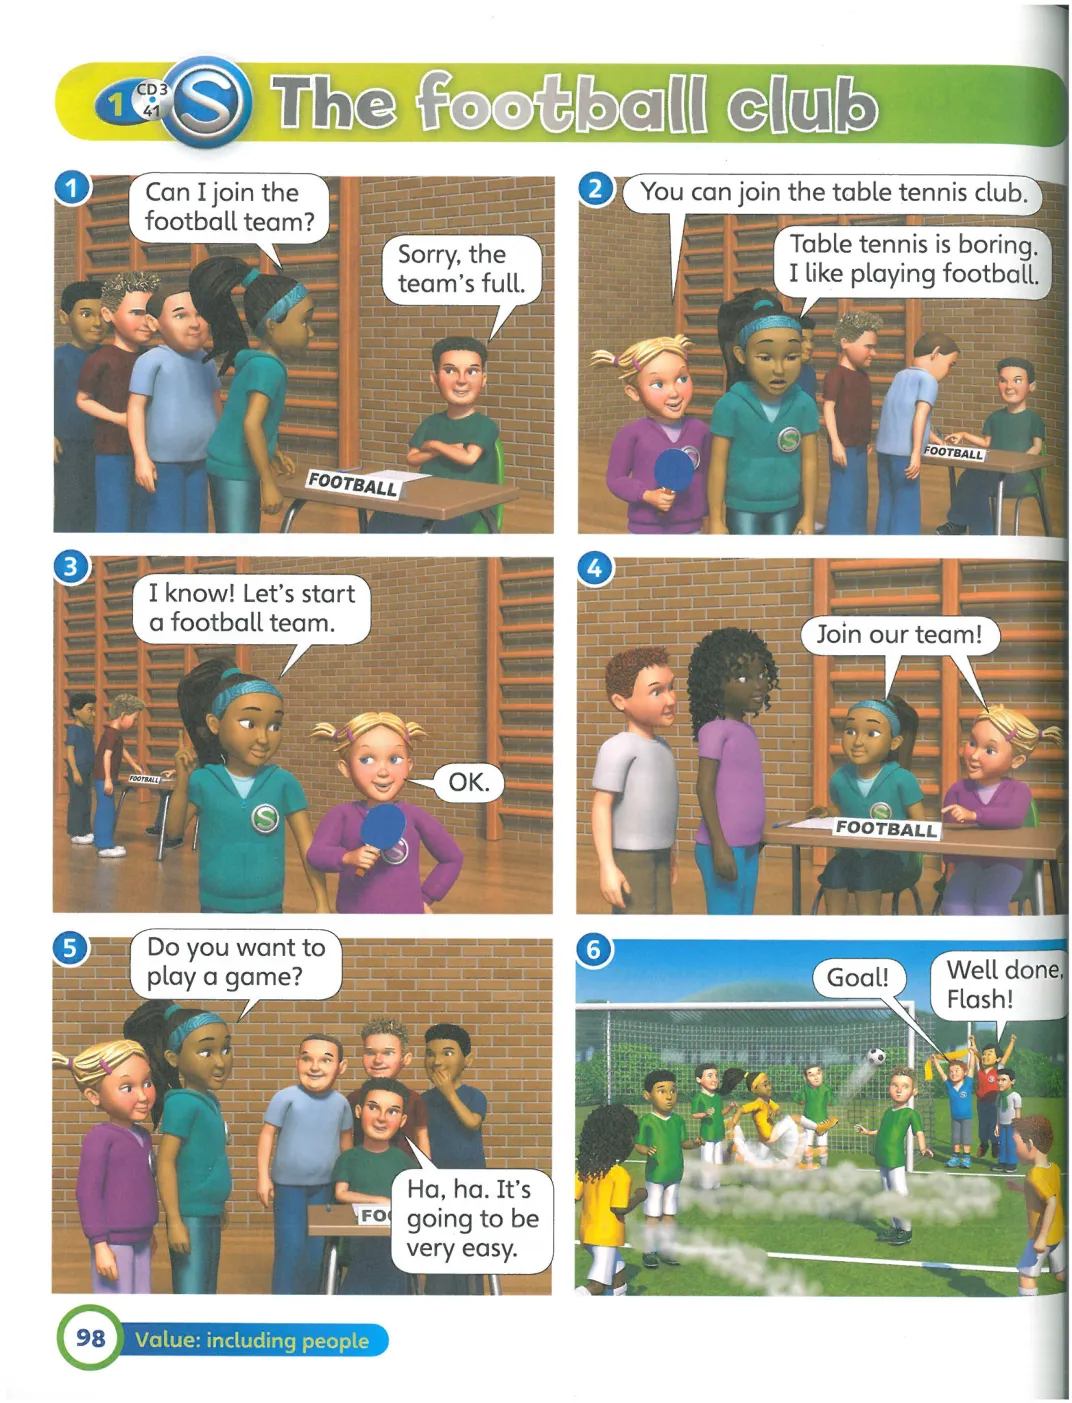 1
CD3
41
S
The football club
1
Can I join the
football team?
Sorry, the
team's full.
FOOTBALL
2
You can join the table tennis club.
Table tennis is boring.
I like playing football.
S
FOOTBALL
3
I know! Let's start
a football team.
OK.
FOOTBALL
S
S
4
Join our team!
S
FOOTBALL
5
Do you want to
play a game?
Ha, ha. It's
going to be
very easy.
FO
6
Goal!
Well done,
Flash!
98
Value: including people